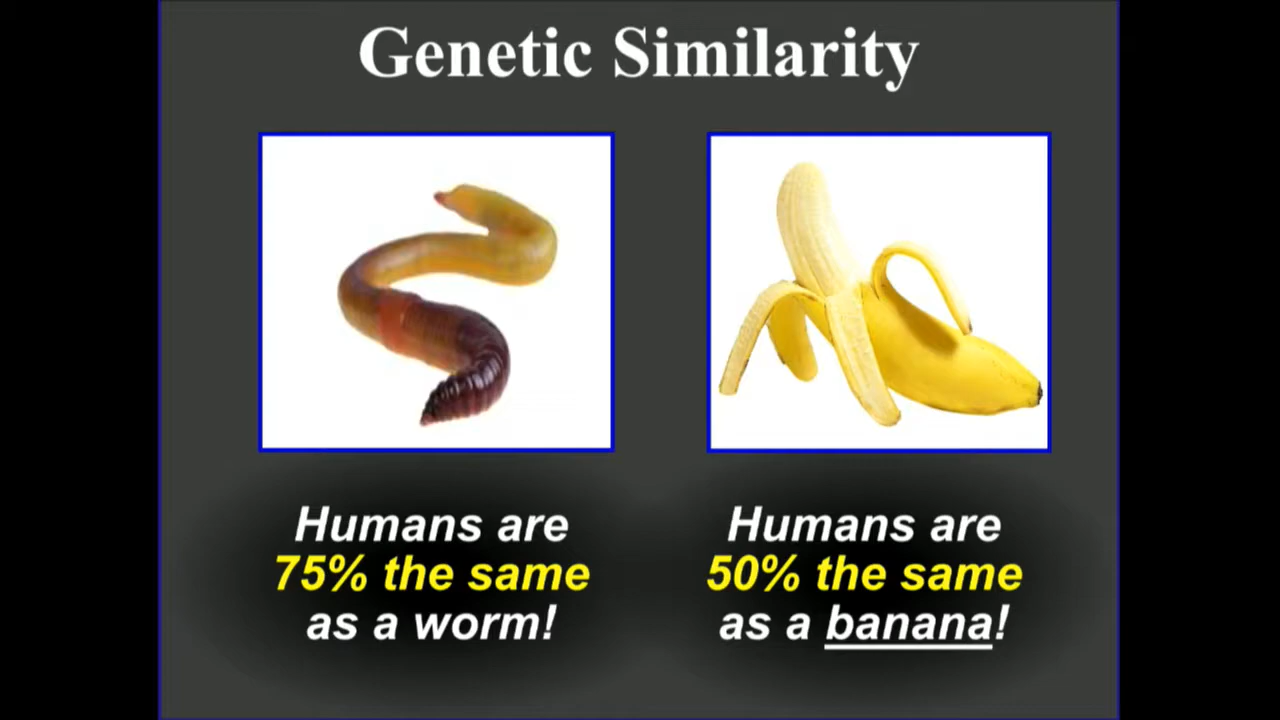 Genetic Similarity
Humans are
75% the same
as a worm!
Humans are
50% the same
as a banana!